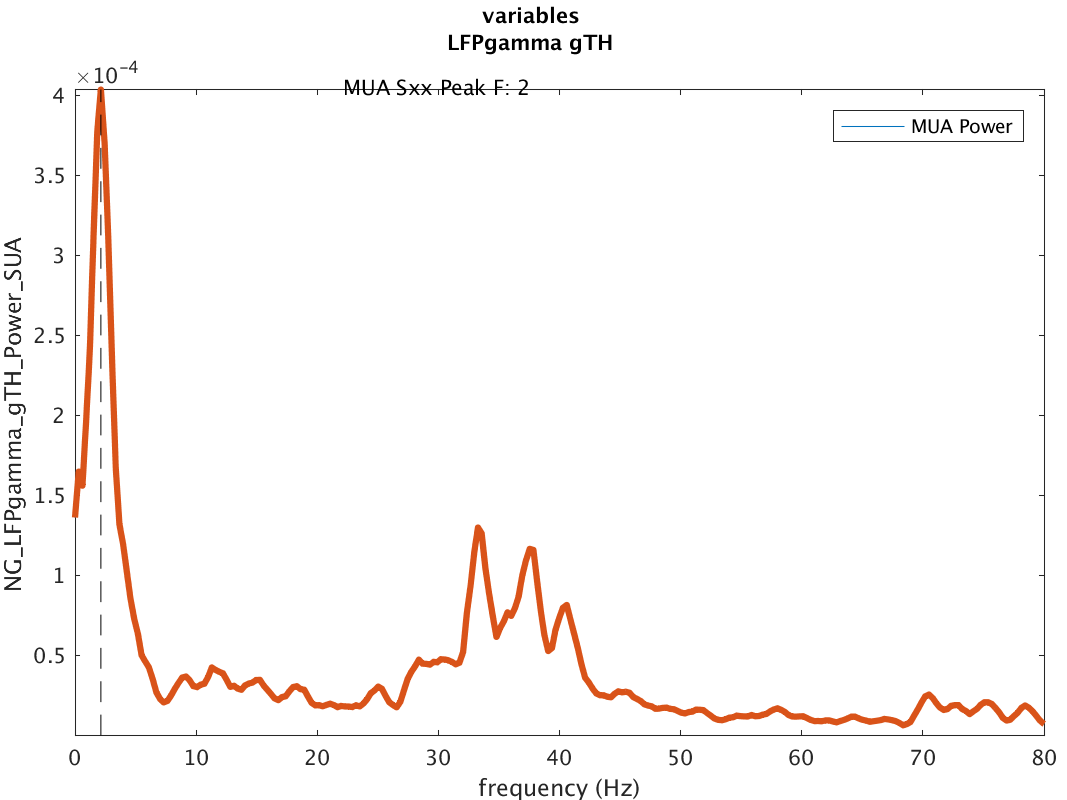 variables
LFPgamma gTH
×10⁻⁴
MUA Sxx Peak F: 2
MUA Power
4
3.5
3
2.5
2
1.5
1
0.5
NG_LFPgamma_gTH_Power_SUA
0 10 20 30 40 50 60 70 80
frequency (Hz)